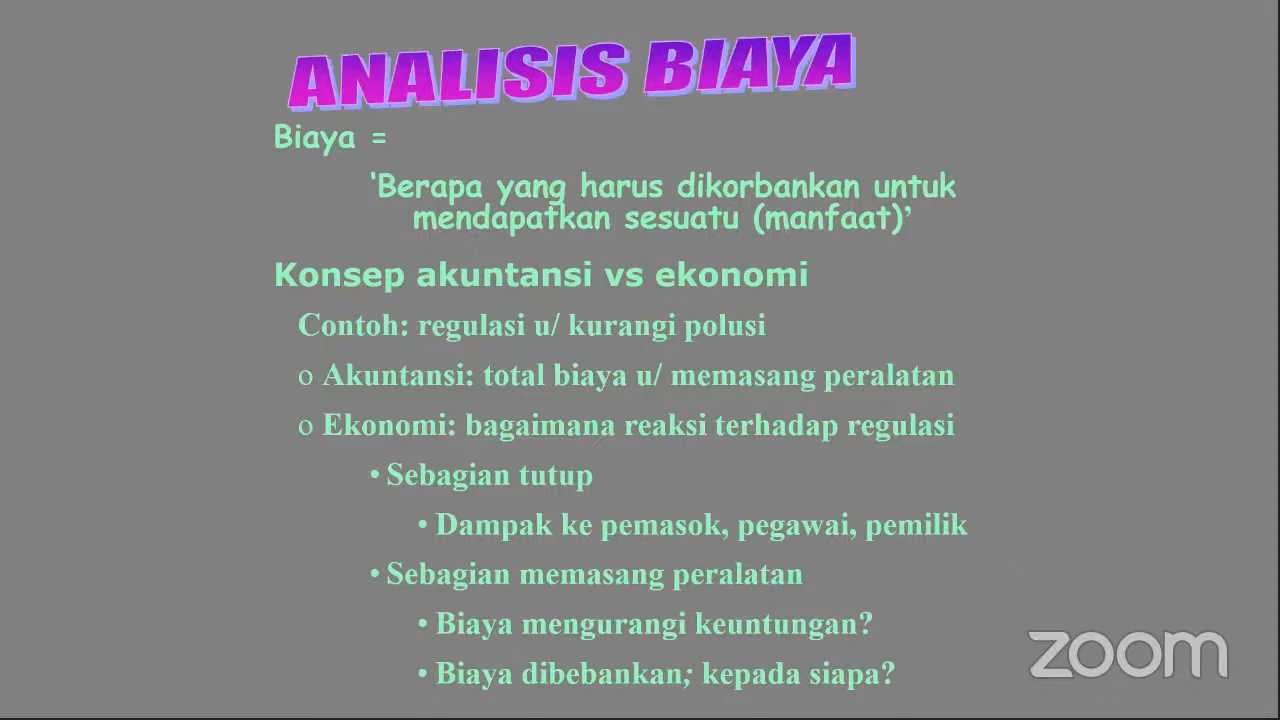 ANALISIS BIAYA
Biaya =
‘Berapa yang harus dikorbankan untuk
mendapatkan sesuatu (manfaat)’
Konsep akuntansi vs ekonomi
Contoh: regulasi u/ kurangi polusi
o Akuntansi: total biaya u/ memasang peralatan
o Ekonomi: bagaimana reaksi terhadap regulasi
• Sebagian tutup
• Dampak ke pemasok, pegawai, pemilik
• Sebagian memasang peralatan
• Biaya mengurangi keuntungan?
• Biaya dibebankan; kepada siapa?
zoom